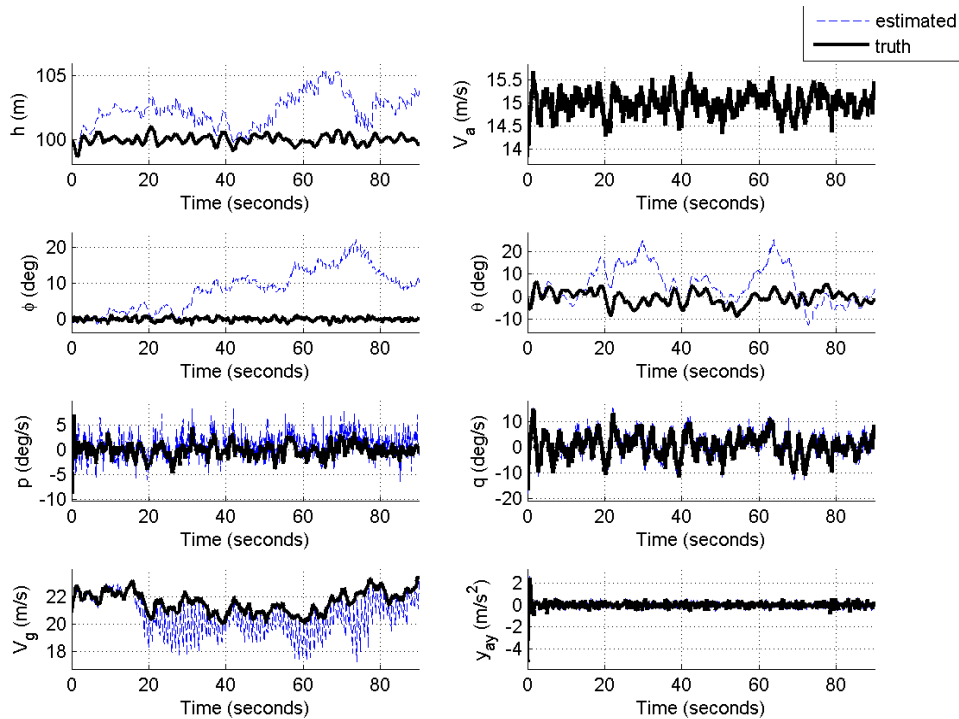 estimated
truth
h (m)
105
100
0 20 40 60 80
Time (seconds)
V_a (m/s)
15.5
15
14.5
14
0 20 40 60 80
Time (seconds)
ϕ (deg)
20
10
0
0 20 40 60 80
Time (seconds)
θ (deg)
20
10
0
-10
0 20 40 60 80
Time (seconds)
p (deg/s)
5
0
-5
-10
0 20 40 60 80
Time (seconds)
q (deg/s)
10
0
-10
-20
0 20 40 60 80
Time (seconds)
V_g (m/s)
22
20
18
0 20 40 60 80
Time (seconds)
y_ay (m/s²)
2
0
-2
-4
0 20 40 60 80
Time (seconds)